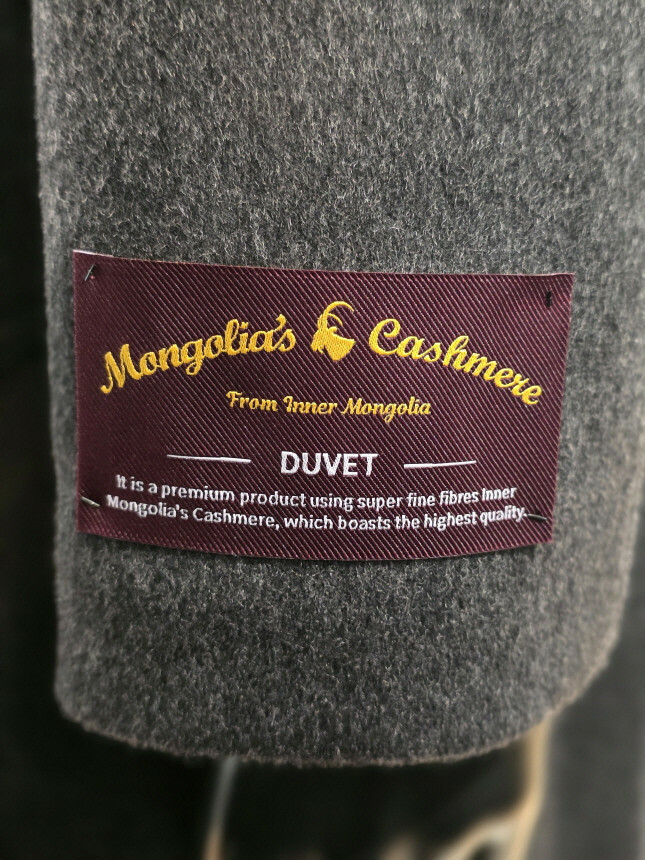 Mongolia's Cashmere
From Inner Mongolia
DUVET
It is a premium product using super fine fibres Inner
Mongolia's Cashmere, which boasts the highest quality.